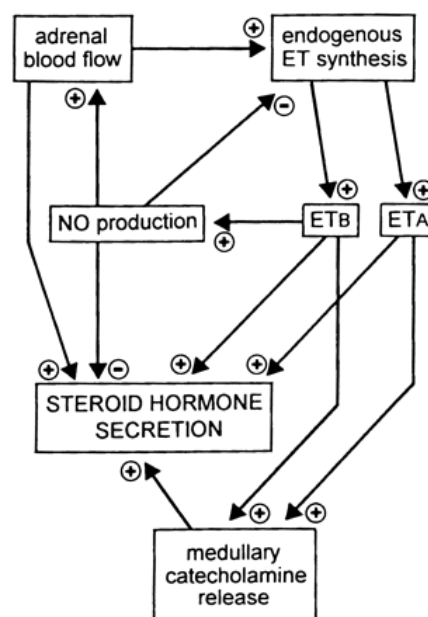 adrenal
blood flow
+
endogenous
ET synthesis
+
−
+
+
NO production
+
ETB
ETA
+
+
+
−
STEROID HORMONE
SECRETION
+
+
+
medullary
catecholamine
release